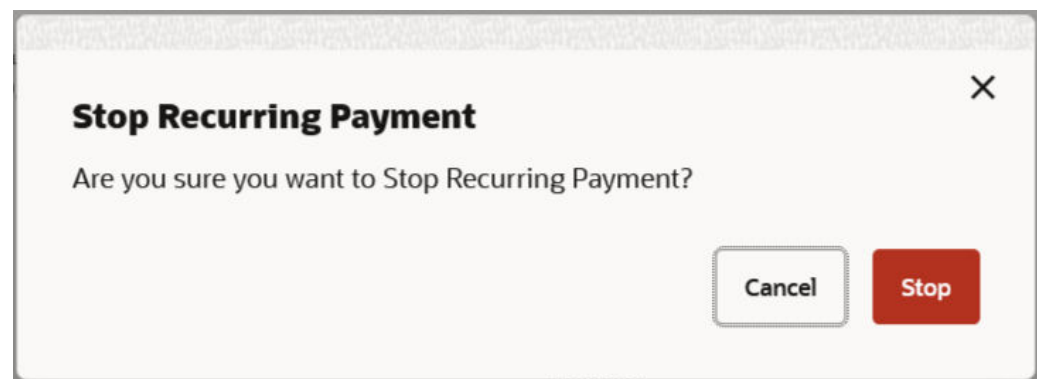 Stop Recurring Payment
Are you sure you want to Stop Recurring Payment?
Cancel Stop